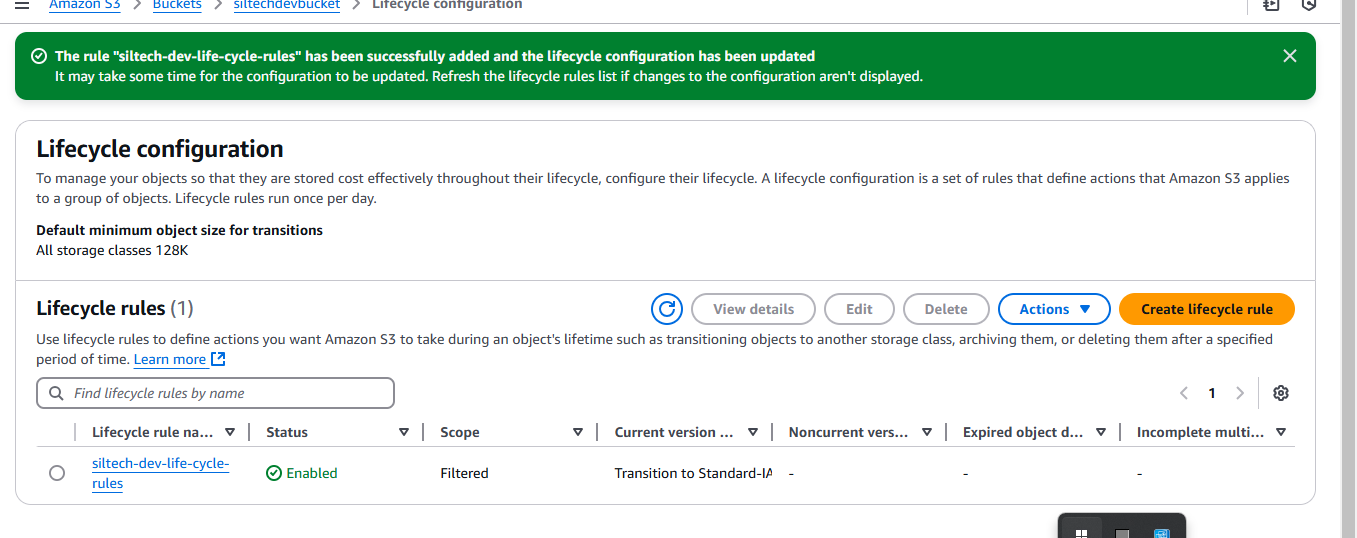 Amazon S3 > Buckets > siltechdevbucket > Lifecycle configuration
The rule "siltech-dev-life-cycle-rules" has been successfully added and the lifecycle configuration has been updated
It may take some time for the configuration to be updated. Refresh the lifecycle rules list if changes to the configuration aren't displayed.
Lifecycle configuration
To manage your objects so that they are stored cost effectively throughout their lifecycle, configure their lifecycle. A lifecycle configuration is a set of rules that define actions that Amazon S3 applies
to a group of objects. Lifecycle rules run once per day.
Default minimum object size for transitions
All storage classes 128K
Lifecycle rules (1)
View details
Edit
Delete
Actions
Create lifecycle rule
Use lifecycle rules to define actions you want Amazon S3 to take during an object's lifetime such as transitioning objects to another storage class, archiving them, or deleting them after a specified
period of time. Learn more
Find lifecycle rules by name
1
Lifecycle rule na... Status Scope Current version ... Noncurrent vers... Expired object d... Incomplete multi...
siltech-dev-life-cycle-
rules
Enabled Filtered Transition to Standard-IA - - -